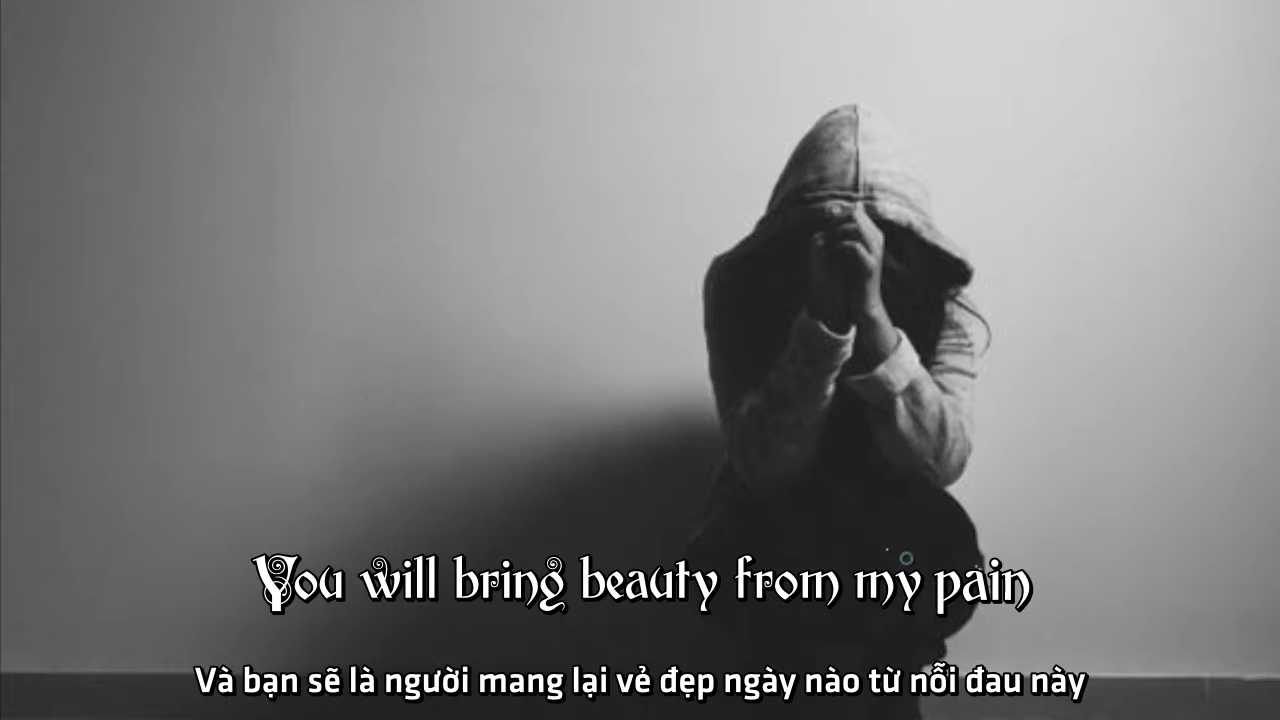 You will bring beauty from my pain
Và bạn sẽ là người mang lại vẻ đẹp ngày nào từ nỗi đau này